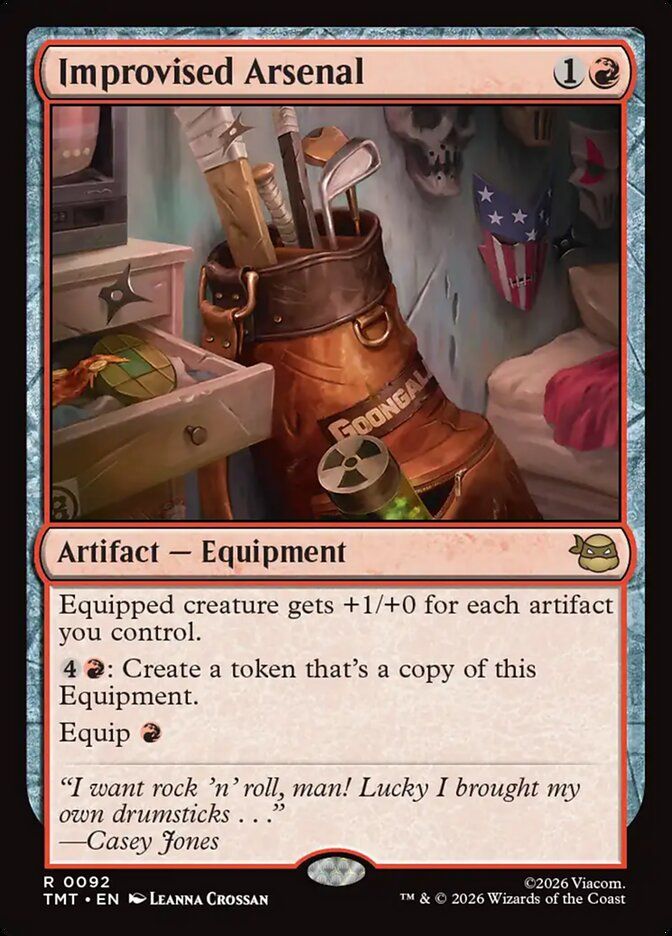 Improvised Arsenal 1
GOONGALA
Artifact — Equipment
Equipped creature gets +1/+0 for each artifact
you control.
4: Create a token that's a copy of this
Equipment.
Equip
“I want rock ’n’ roll, man! Lucky I brought my
own drumsticks . . .”
—Casey Jones
R 0092
©2026 Viacom.
TMT • EN Leanna Crossan
™ & © 2026 Wizards of the Coast